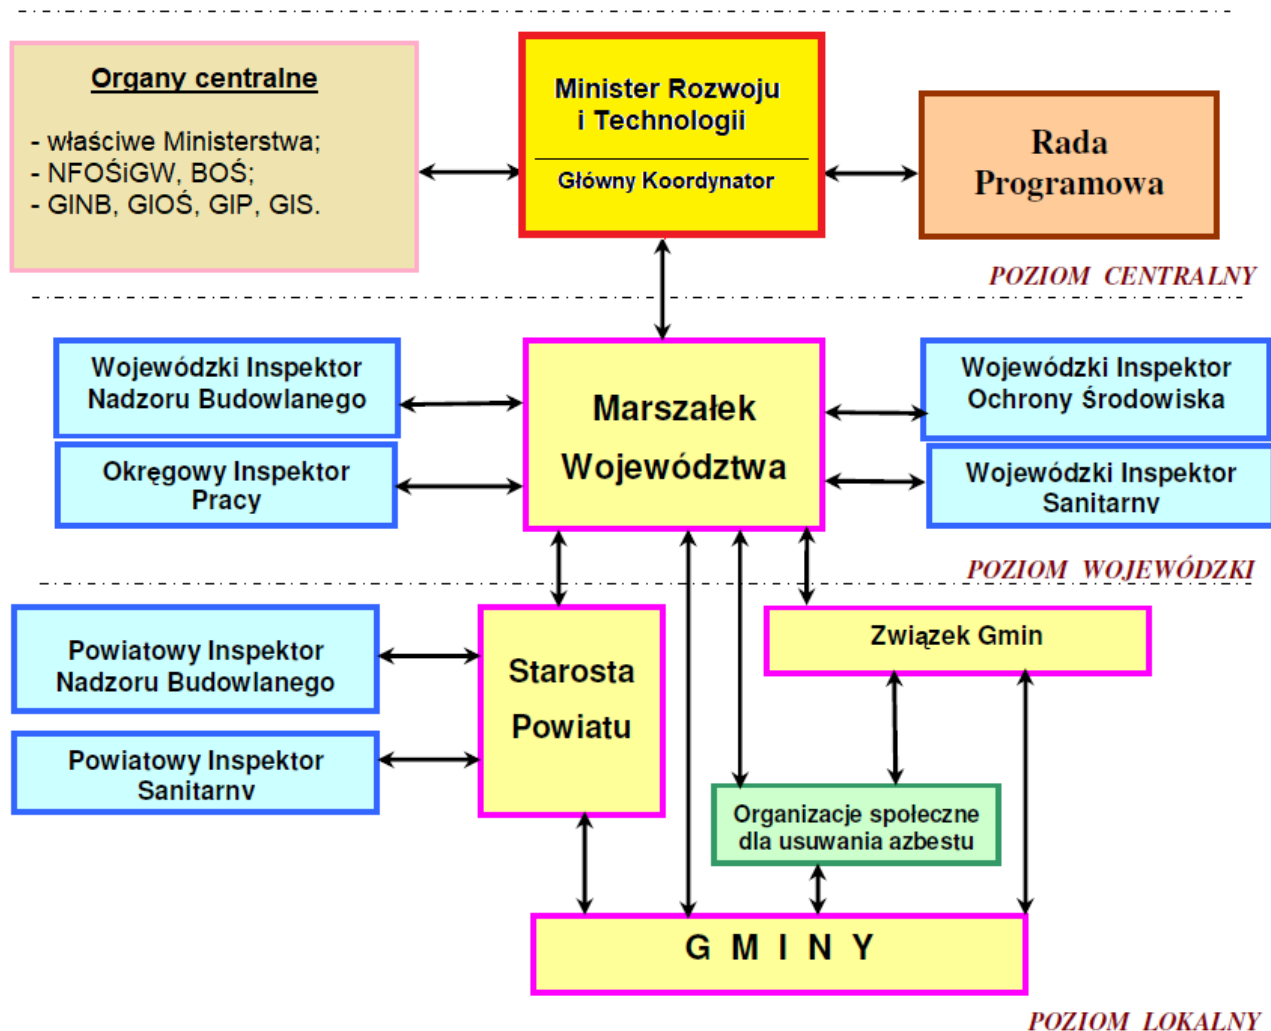 Organy centralne
- właściwe Ministerstwa;
- NFOŚiGW, BOŚ;
- GINB, GIOŚ, GIP, GIS.
Minister Rozwoju
i Technologii
Główny Koordynator
Rada
Programowa
POZIOM CENTRALNY
Wojewódzki Inspektor
Nadzoru Budowlanego
Okręgowy Inspektor
Pracy
Marszałek
Województwa
Wojewódzki Inspektor
Ochrony Środowiska
Wojewódzki Inspektor
Sanitarny
POZIOM WOJEWÓDZKI
Powiatowy Inspektor
Nadzoru Budowlanego
Powiatowy Inspektor
Sanitarny
Starosta
Powiatu
Związek Gmin
Organizacje społeczne
dla usuwania azbestu
G M I N Y
POZIOM LOKALNY